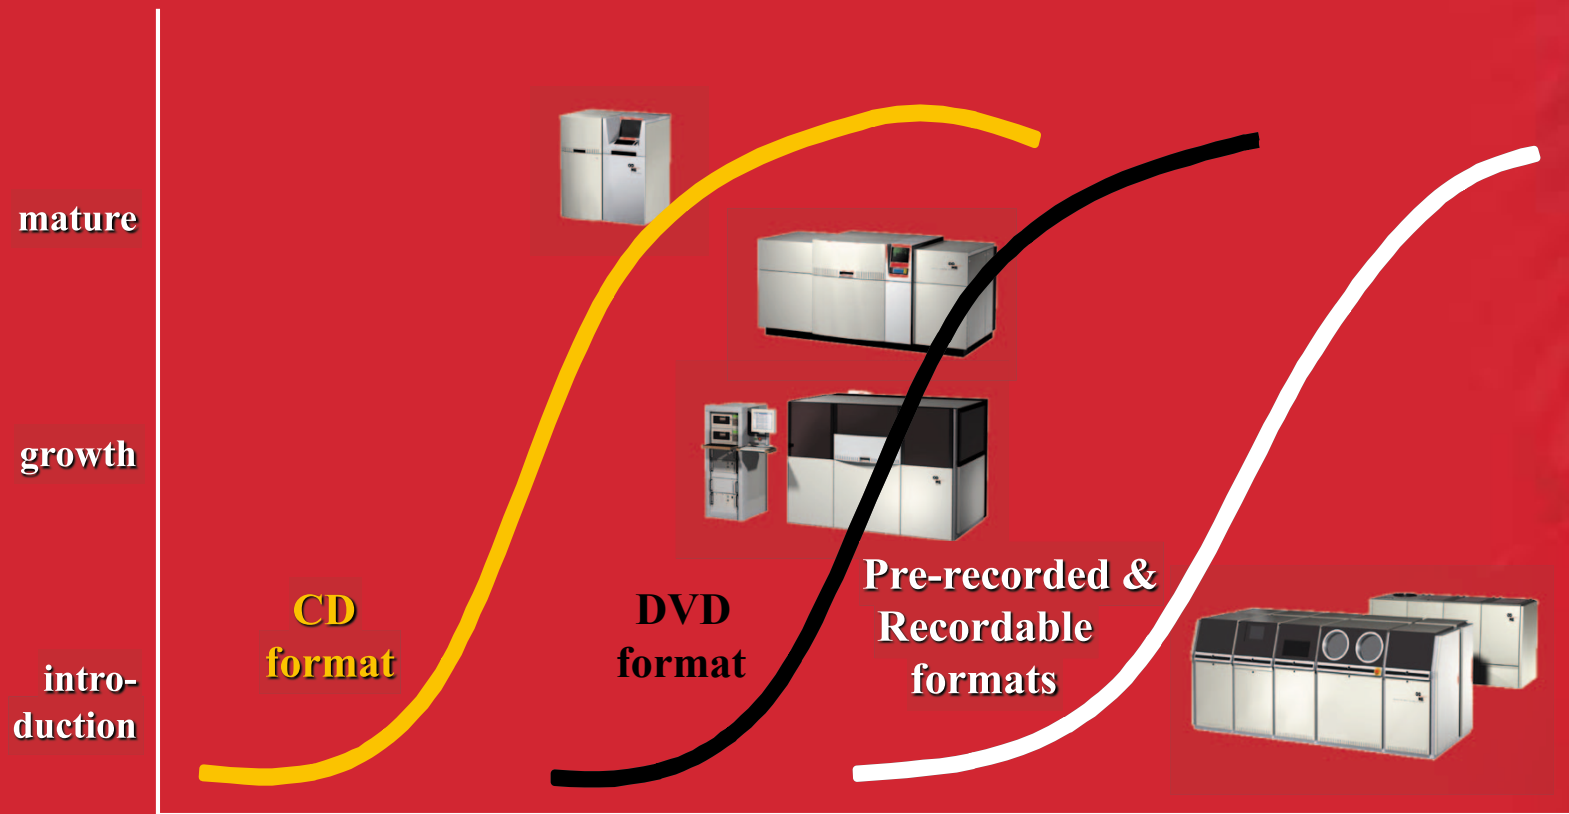 mature
growth
intro-
duction
CD
format
DVD
format
Pre-recorded &
Recordable
formats